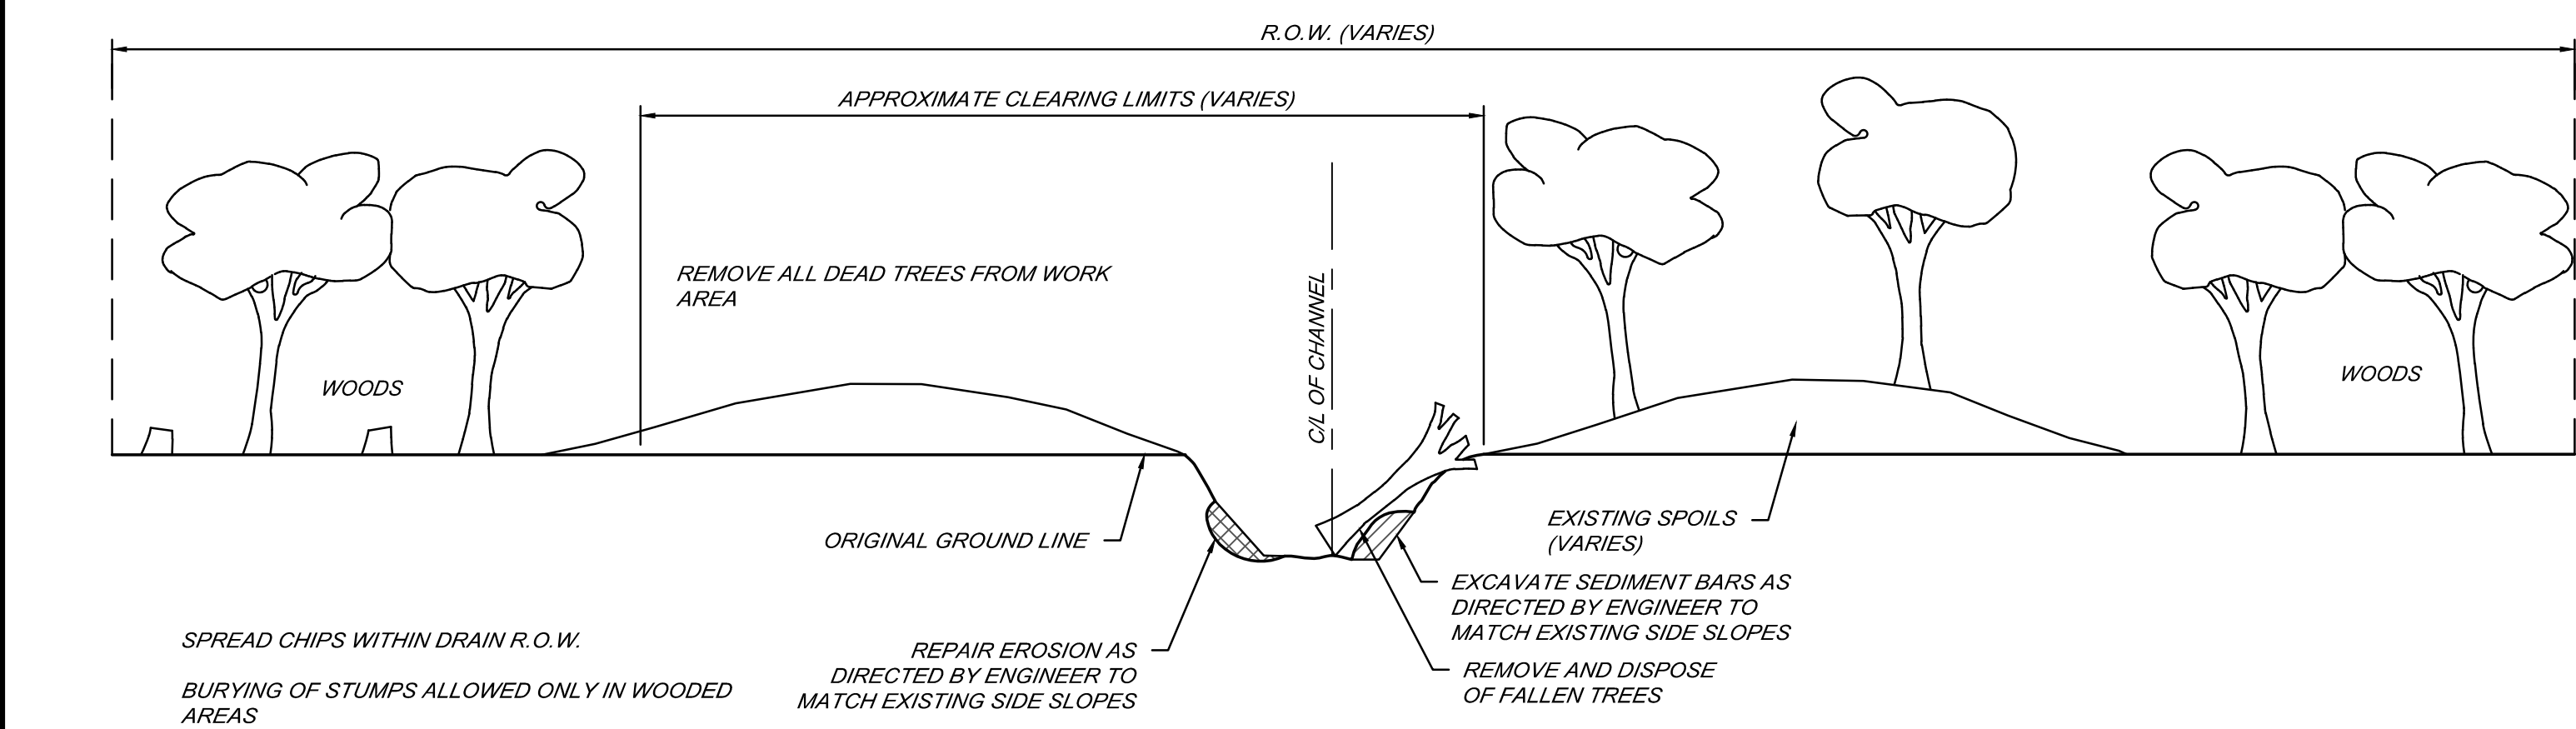 R.O.W. (VARIES)
APPROXIMATE CLEARING LIMITS (VARIES)
REMOVE ALL DEAD TREES FROM WORK
AREA
C/L OF CHANNEL
WOODS
WOODS
ORIGINAL GROUND LINE
EXISTING SPOILS
(VARIES)
EXCAVATE SEDIMENT BARS AS
DIRECTED BY ENGINEER TO
MATCH EXISTING SIDE SLOPES
SPREAD CHIPS WITHIN DRAIN R.O.W.
BURYING OF STUMPS ALLOWED ONLY IN WOODED
AREAS
REPAIR EROSION AS
DIRECTED BY ENGINEER TO
MATCH EXISTING SIDE SLOPES
REMOVE AND DISPOSE
OF FALLEN TREES